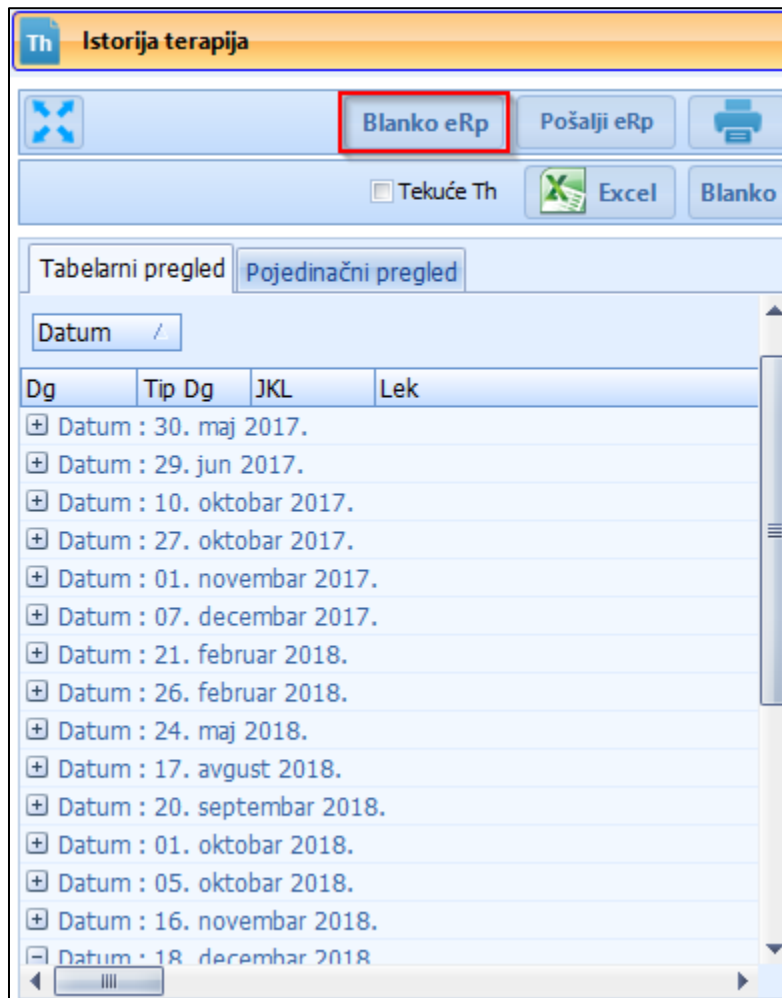 Th Istorija terapija
Blanko eRp Pošalji eRp
Tekuće Th Excel Blanko
Tabelarni pregled Pojedinačni pregled
Datum
Dg Tip Dg JKL Lek
Datum : 30. maj 2017.
Datum : 29. jun 2017.
Datum : 10. oktobar 2017.
Datum : 27. oktobar 2017.
Datum : 01. novembar 2017.
Datum : 07. decembar 2017.
Datum : 21. februar 2018.
Datum : 26. februar 2018.
Datum : 24. maj 2018.
Datum : 17. avgust 2018.
Datum : 20. septembar 2018.
Datum : 01. oktobar 2018.
Datum : 05. oktobar 2018.
Datum : 16. novembar 2018.
Datum : 18. decembar 2018